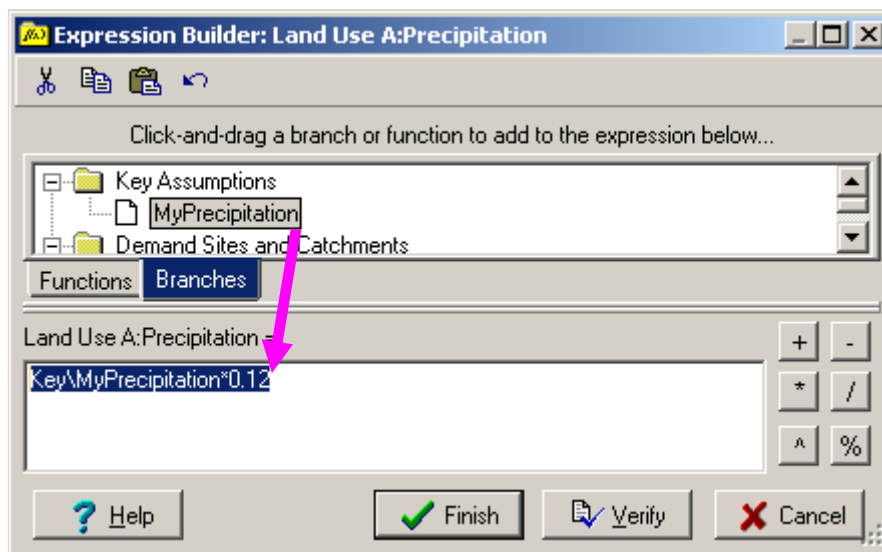 Expression Builder: Land Use A:Precipitation
Click-and-drag a branch or function to add to the expression below...
Key Assumptions
MyPrecipitation
Demand Sites and Catchments
Functions Branches
Land Use A:Precipitation =
+ -
Key\MyPrecipitation*0.12
* /
^ %
? Help Finish Verify Cancel